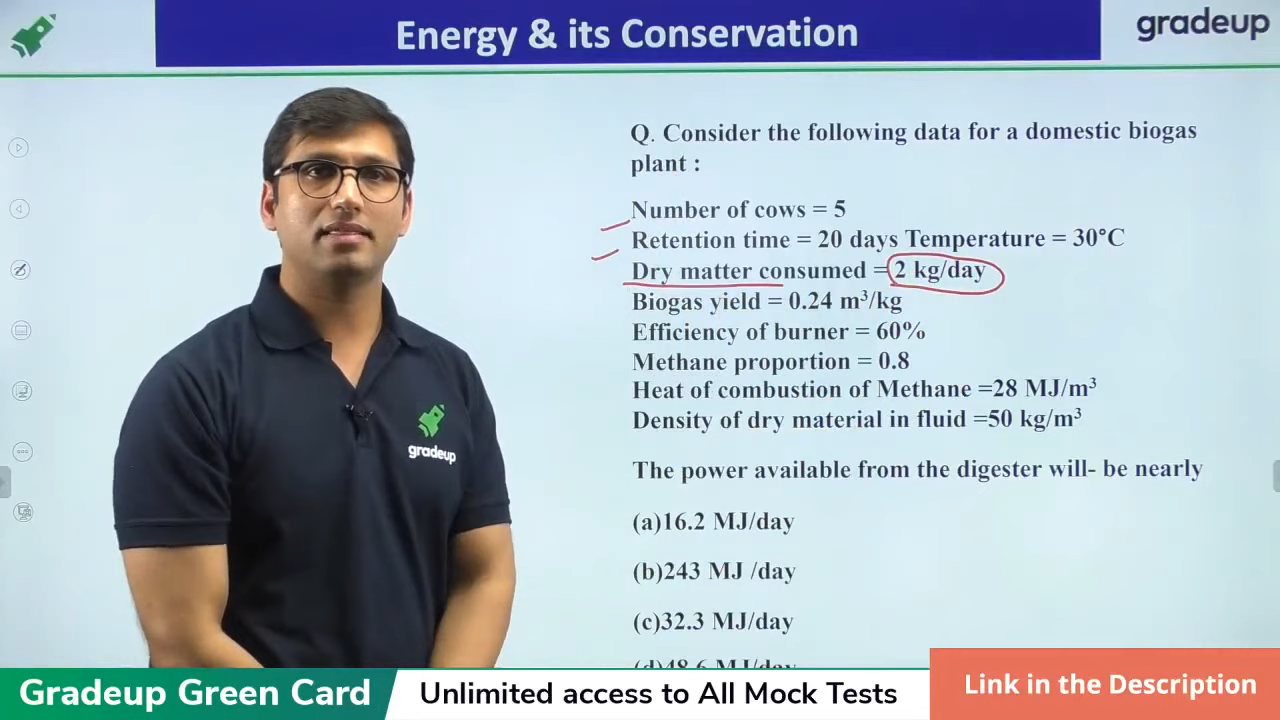 Energy & its Conservation
gradeup
Q. Consider the following data for a domestic biogas
plant :
Number of cows = 5
Retention time = 20 days Temperature = 30°C
Dry matter consumed = 2 kg/day
Biogas yield = 0.24 m³/kg
Efficiency of burner = 60%
Methane proportion = 0.8
Heat of combustion of Methane =28 MJ/m³
Density of dry material in fluid =50 kg/m³
The power available from the digester will- be nearly
(a)16.2 MJ/day
(b)243 MJ /day
(c)32.3 MJ/day
(d)48.6 MJ/day
gradeup
Gradeup Green Card
Unlimited access to All Mock Tests
Link in the Description